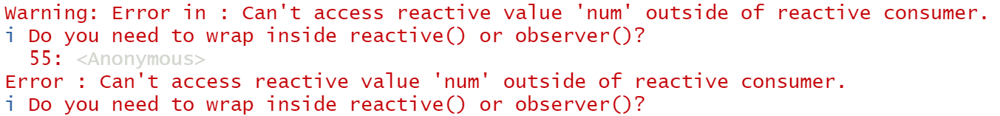 Warning: Error in : Can't access reactive value 'num' outside of reactive consumer.
i Do you need to wrap inside reactive() or observer()?
  55: <Anonymous>
Error : Can't access reactive value 'num' outside of reactive consumer.
i Do you need to wrap inside reactive() or observer()?